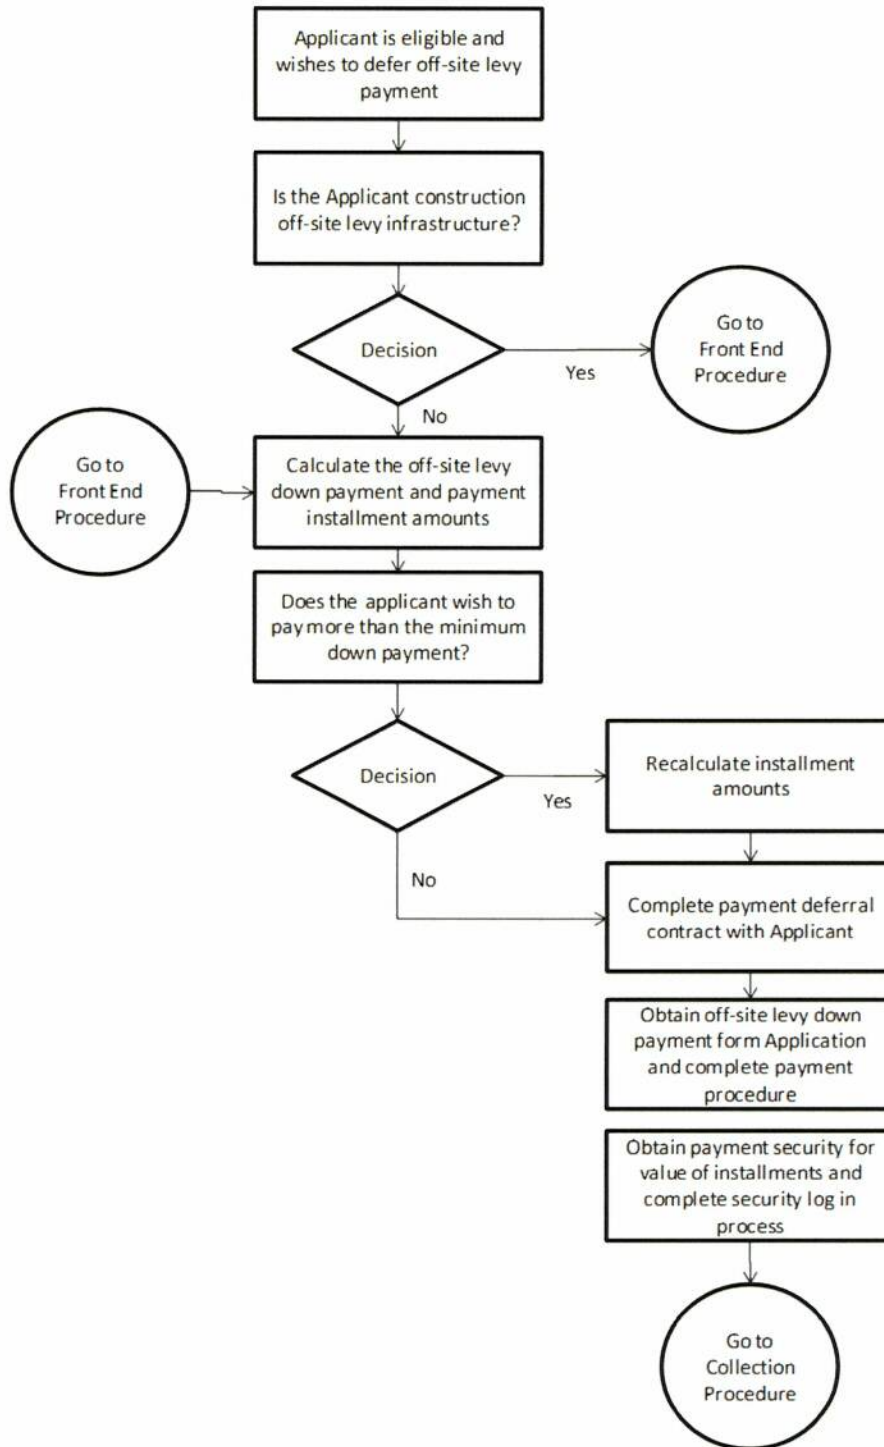 Applicant is eligible and
wishes to defer off-site levy
payment
Is the Applicant construction
off-site levy infrastructure?
Decision
Yes
Go to
Front End
Procedure
No
Go to
Front End
Procedure
Calculate the off-site levy
down payment and payment
installment amounts
Does the applicant wish to
pay more than the minimum
down payment?
Decision
Yes
Recalculate installment
amounts
No
Complete payment deferral
contract with Applicant
Obtain off-site levy down
payment form Application
and complete payment
procedure
Obtain payment security for
value of installments and
complete security log in
process
Go to
Collection
Procedure